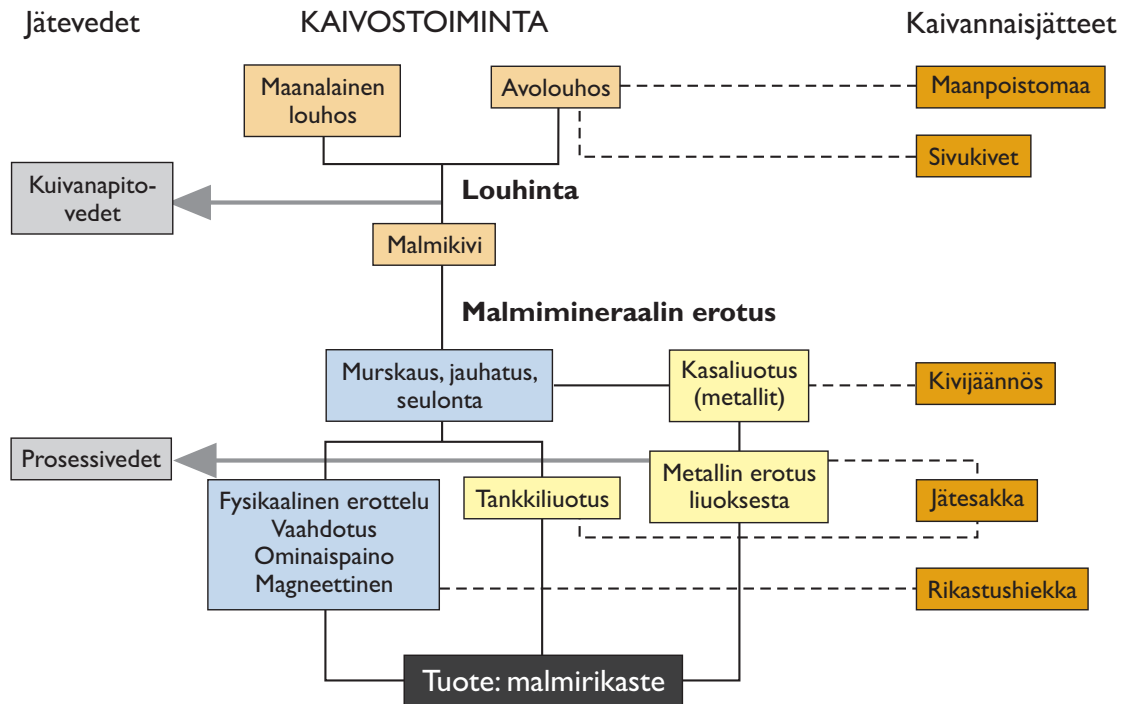 Jätevedet
KAIVOSTOIMINTA
Kaivannaisjätteet
Maanalainen
louhos
Avolouhos
Maanpoistomaa
Sivukivet
Kuivanapito-
vedet
Louhinta
Malmikivi
Malmimineraalin erotus
Murskaus, jauhatus,
seulonta
Kasaliuotus
(metallit)
Kivijäännös
Prosessivedet
Fysikaalinen erottelu
Vaahdotus
Ominaispaino
Magneettinen
Tankkiliuotus
Metallin erotus
liuoksesta
Jätesakka
Rikastushiekka
Tuote: malmirikaste